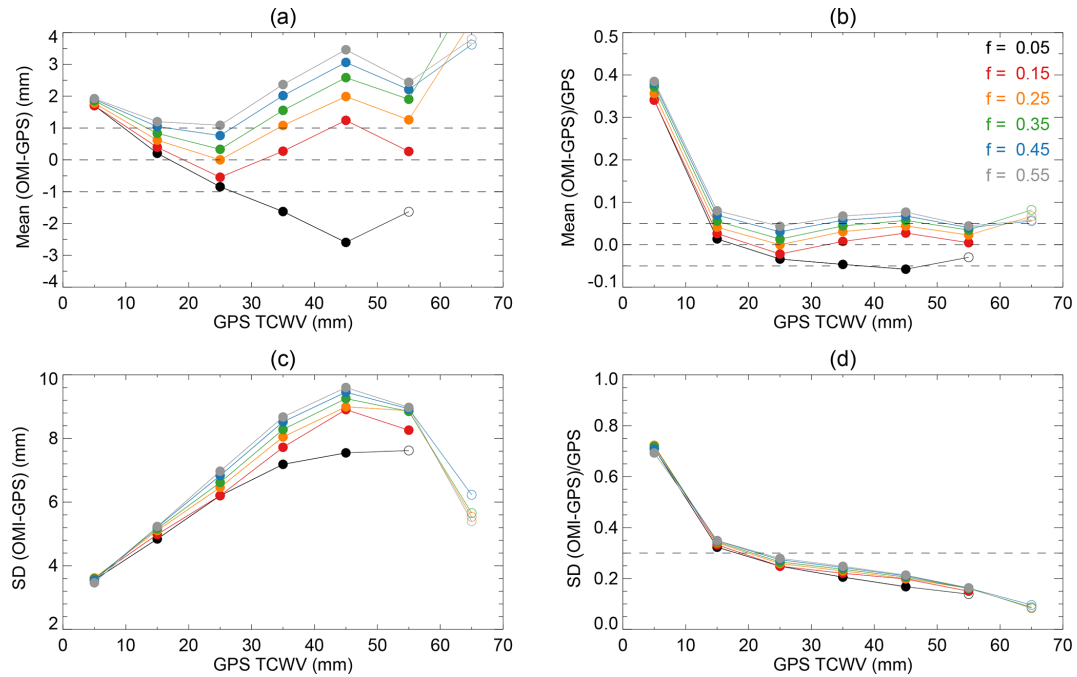 (a)
4
3
2
1
0
-1
-2
-3
4
Mean (OMI-GPS) (mm)
0 10 20 30 40 50 60 70
GPS TCWV (mm)
(b)
0.5
0.4
0.3
0.2
0.1
0.0
-0.1
Mean (OMI-GPS)/GPS
f = 0.05
f = 0.15
f = 0.25
f = 0.35
f = 0.45
f = 0.55
0 10 20 30 40 50 60 70
GPS TCWV (mm)
(c)
10
8
6
4
2
SD (OMI-GPS) (mm)
0 10 20 30 40 50 60 70
GPS TCWV (mm)
(d)
1.0
0.8
0.6
0.4
0.2
0.0
SD (OMI-GPS)/GPS
0 10 20 30 40 50 60 70
GPS TCWV (mm)